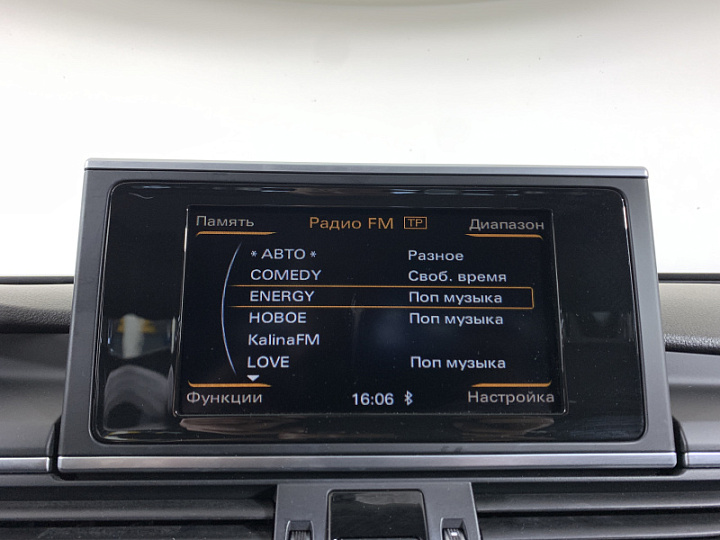 Память Радио FM TP Диапазон
* АВТО * Разное
COMEDY Своб. время
ENERGY Поп музыка
НОВОЕ Поп музыка
KalinaFM
LOVE Поп музыка
Функции 16:06 Настройка